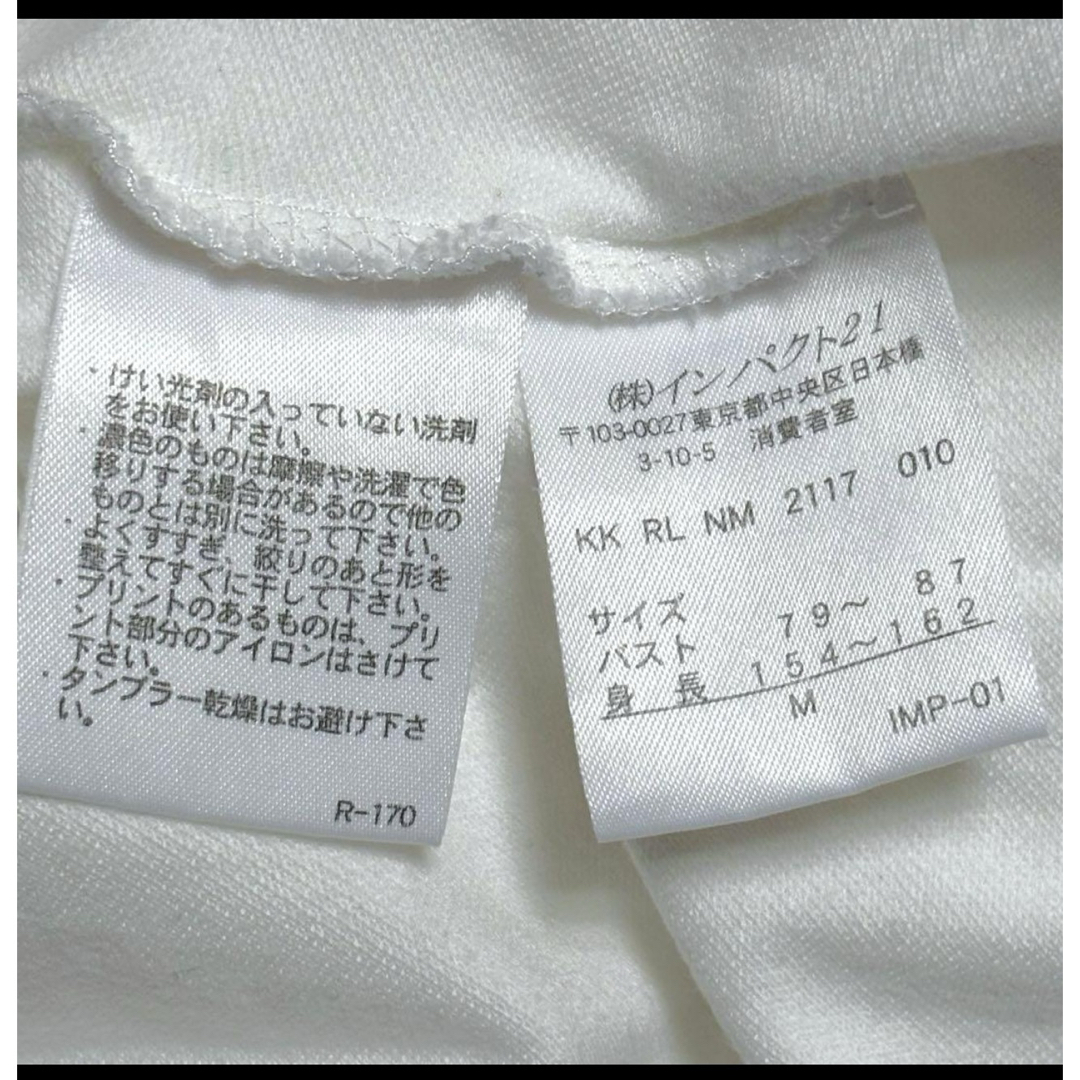 ・けい光剤の入っていない洗剤
をお使い下さい。
・濃色のものは摩擦や洗濯で色
移りする場合があるので他の
ものとは別に洗って下さい。
・よくすすぎ、絞りのあと形を
整えてすぐに干して下さい。
・プリントのあるものは、プリ
ント部分のアイロンはさけて
下さい。
・タンブラー乾燥はお避け下さ
い。
R-170
(株)インパクト21
〒103-0027東京都中央区日本橋
3-10-5 消費者室
KK RL NM 2117 010
サイズ
バスト 79〜 87
身 長 154〜162
M
IMP-01